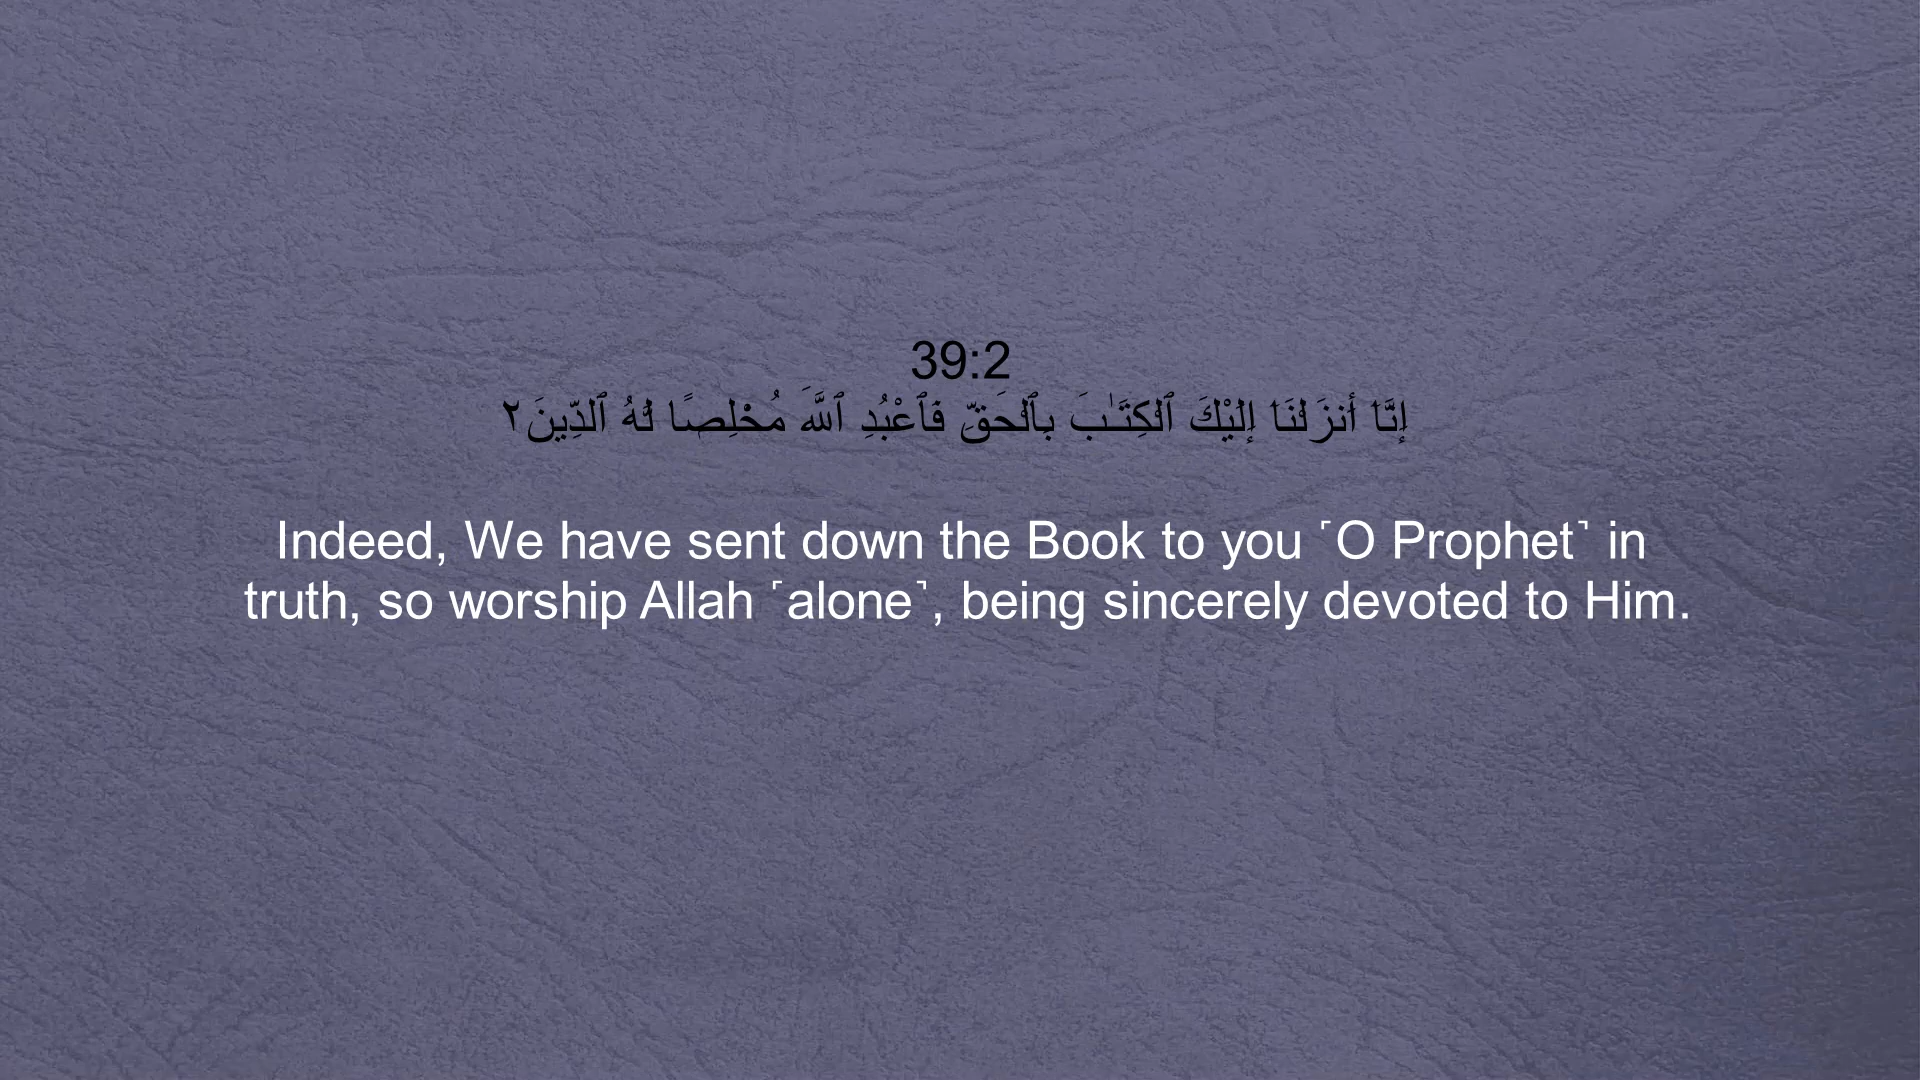 39:2
إِنَّآ أَنزَلْنَآ إِلَيْكَ ٱلْكِتَـٰبَ بِٱلْحَقِّ فَٱعْبُدِ ٱللَّهَ مُخْلِصًا لَّهُ ٱلدِّينَ ٢
Indeed, We have sent down the Book to you ˹O Prophet˺ in
truth, so worship Allah ˹alone˺, being sincerely devoted to Him.